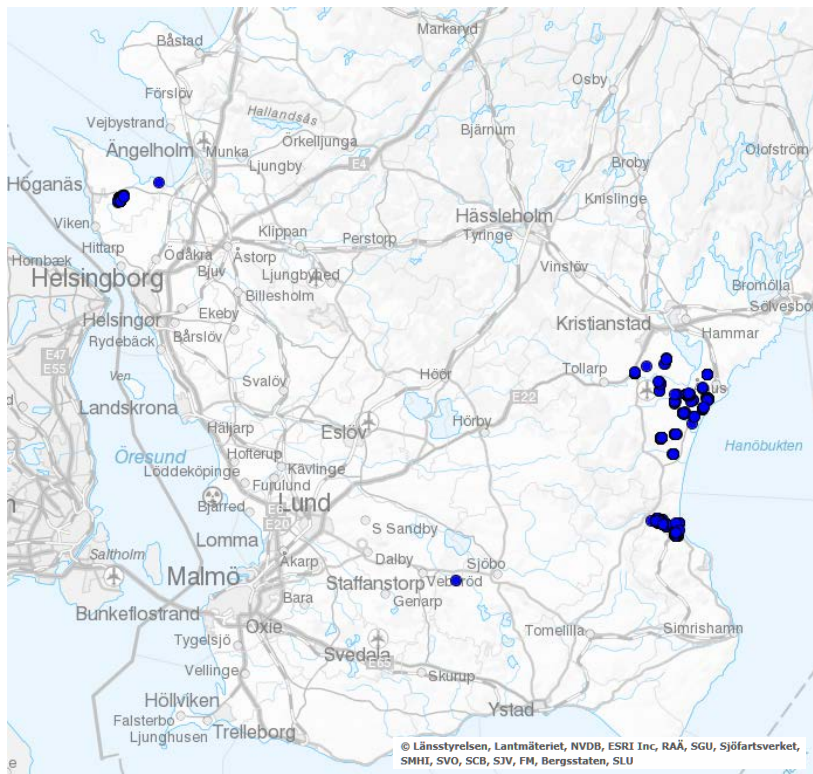 Markaryd
Båstad
Osby
Förslöv
Hallandsås
Vejbystrand
Örkelljunga
Bjärnum
Ängelholm
Munka
Ljungby
E4
Broby
Olofström
Höganäs
Knislinge
Viken
Hässleholm
Klippan
Perstorp
Tyringe
Hittarp
Hornbæk
Ödåkra
Åstorp
Bjuv
Ljungbyhed
Vinslöv
Helsingborg
Billesholm
Bromölla
Sölvesbo
Ekeby
Helsingør
Bårslöv
Kristianstad
Hammar
Rydebäck
E47
E55
Ven
Höör
Tollarp
Svalöv
us
Landskrona
E22
Hörby
Häljarp
Eslöv
Hofterup
Hanöbukten
Öresund
Löddeköpinge
Kävlinge
Furulund
Bjärred
Lund
E6
E20
S Sandby
Lomma
Saltholm
Dalby
Åkarp
Sjöbo
Malmö
Staffanstorp
Veberöd
Bara
Genarp
Bunkeflostrand
Oxie
Tomelilla
Simrishamn
Tygelsjö
Svedala
E65
Vellinge
Skurup
Höllviken
Ystad
Falsterbo
Ljunghusen
Trelleborg
© Länsstyrelsen, Lantmäteriet, NVDB, ESRI Inc, RAÄ, SGU, Sjöfartsverket,
SMHI, SVO, SCB, SJV, FM, Bergsstaten, SLU